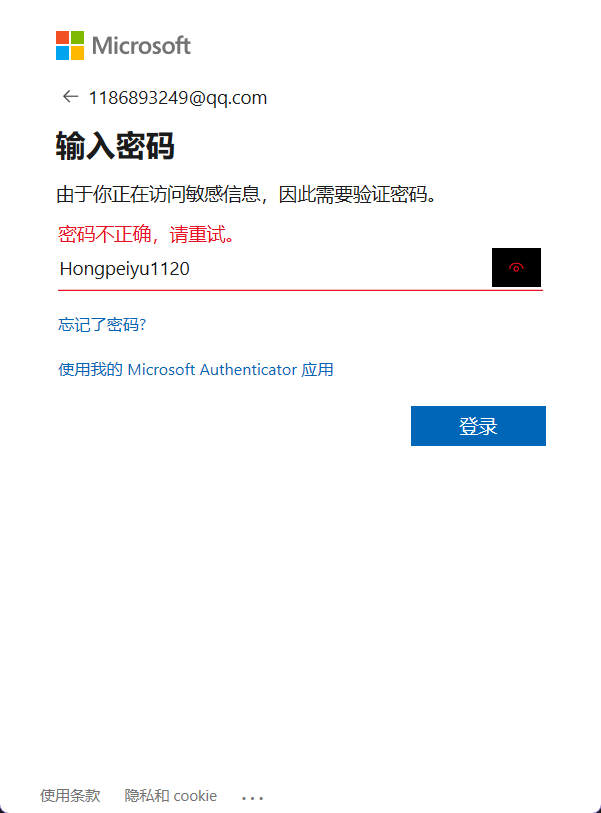 Microsoft
1186893249@qq.com
输入密码
由于你正在访问敏感信息，因此需要验证密码。
密码不正确，请重试。
Hongpeiyu1120
忘记了密码?
使用我的 Microsoft Authenticator 应用
登录
使用条款 隐私和 cookie ...